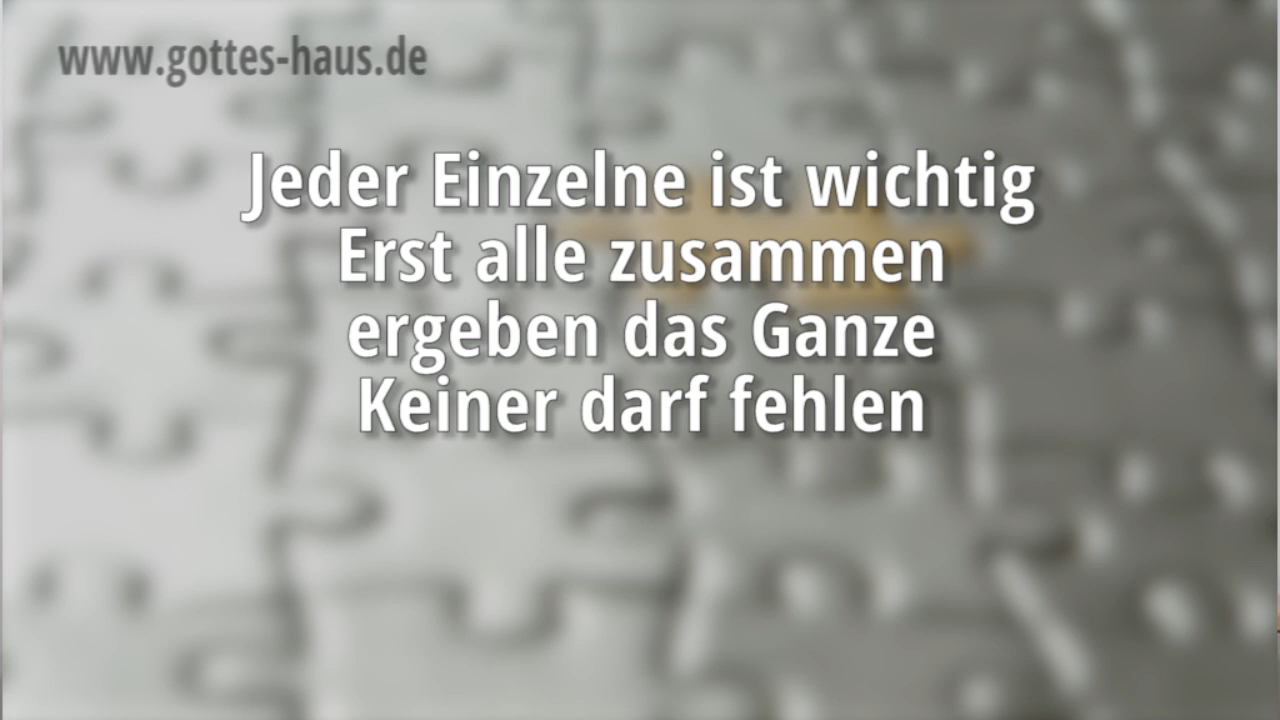 www.gottes-haus.de
Jeder Einzelne ist wichtig
Erst alle zusammen
ergeben das Ganze
Keiner darf fehlen